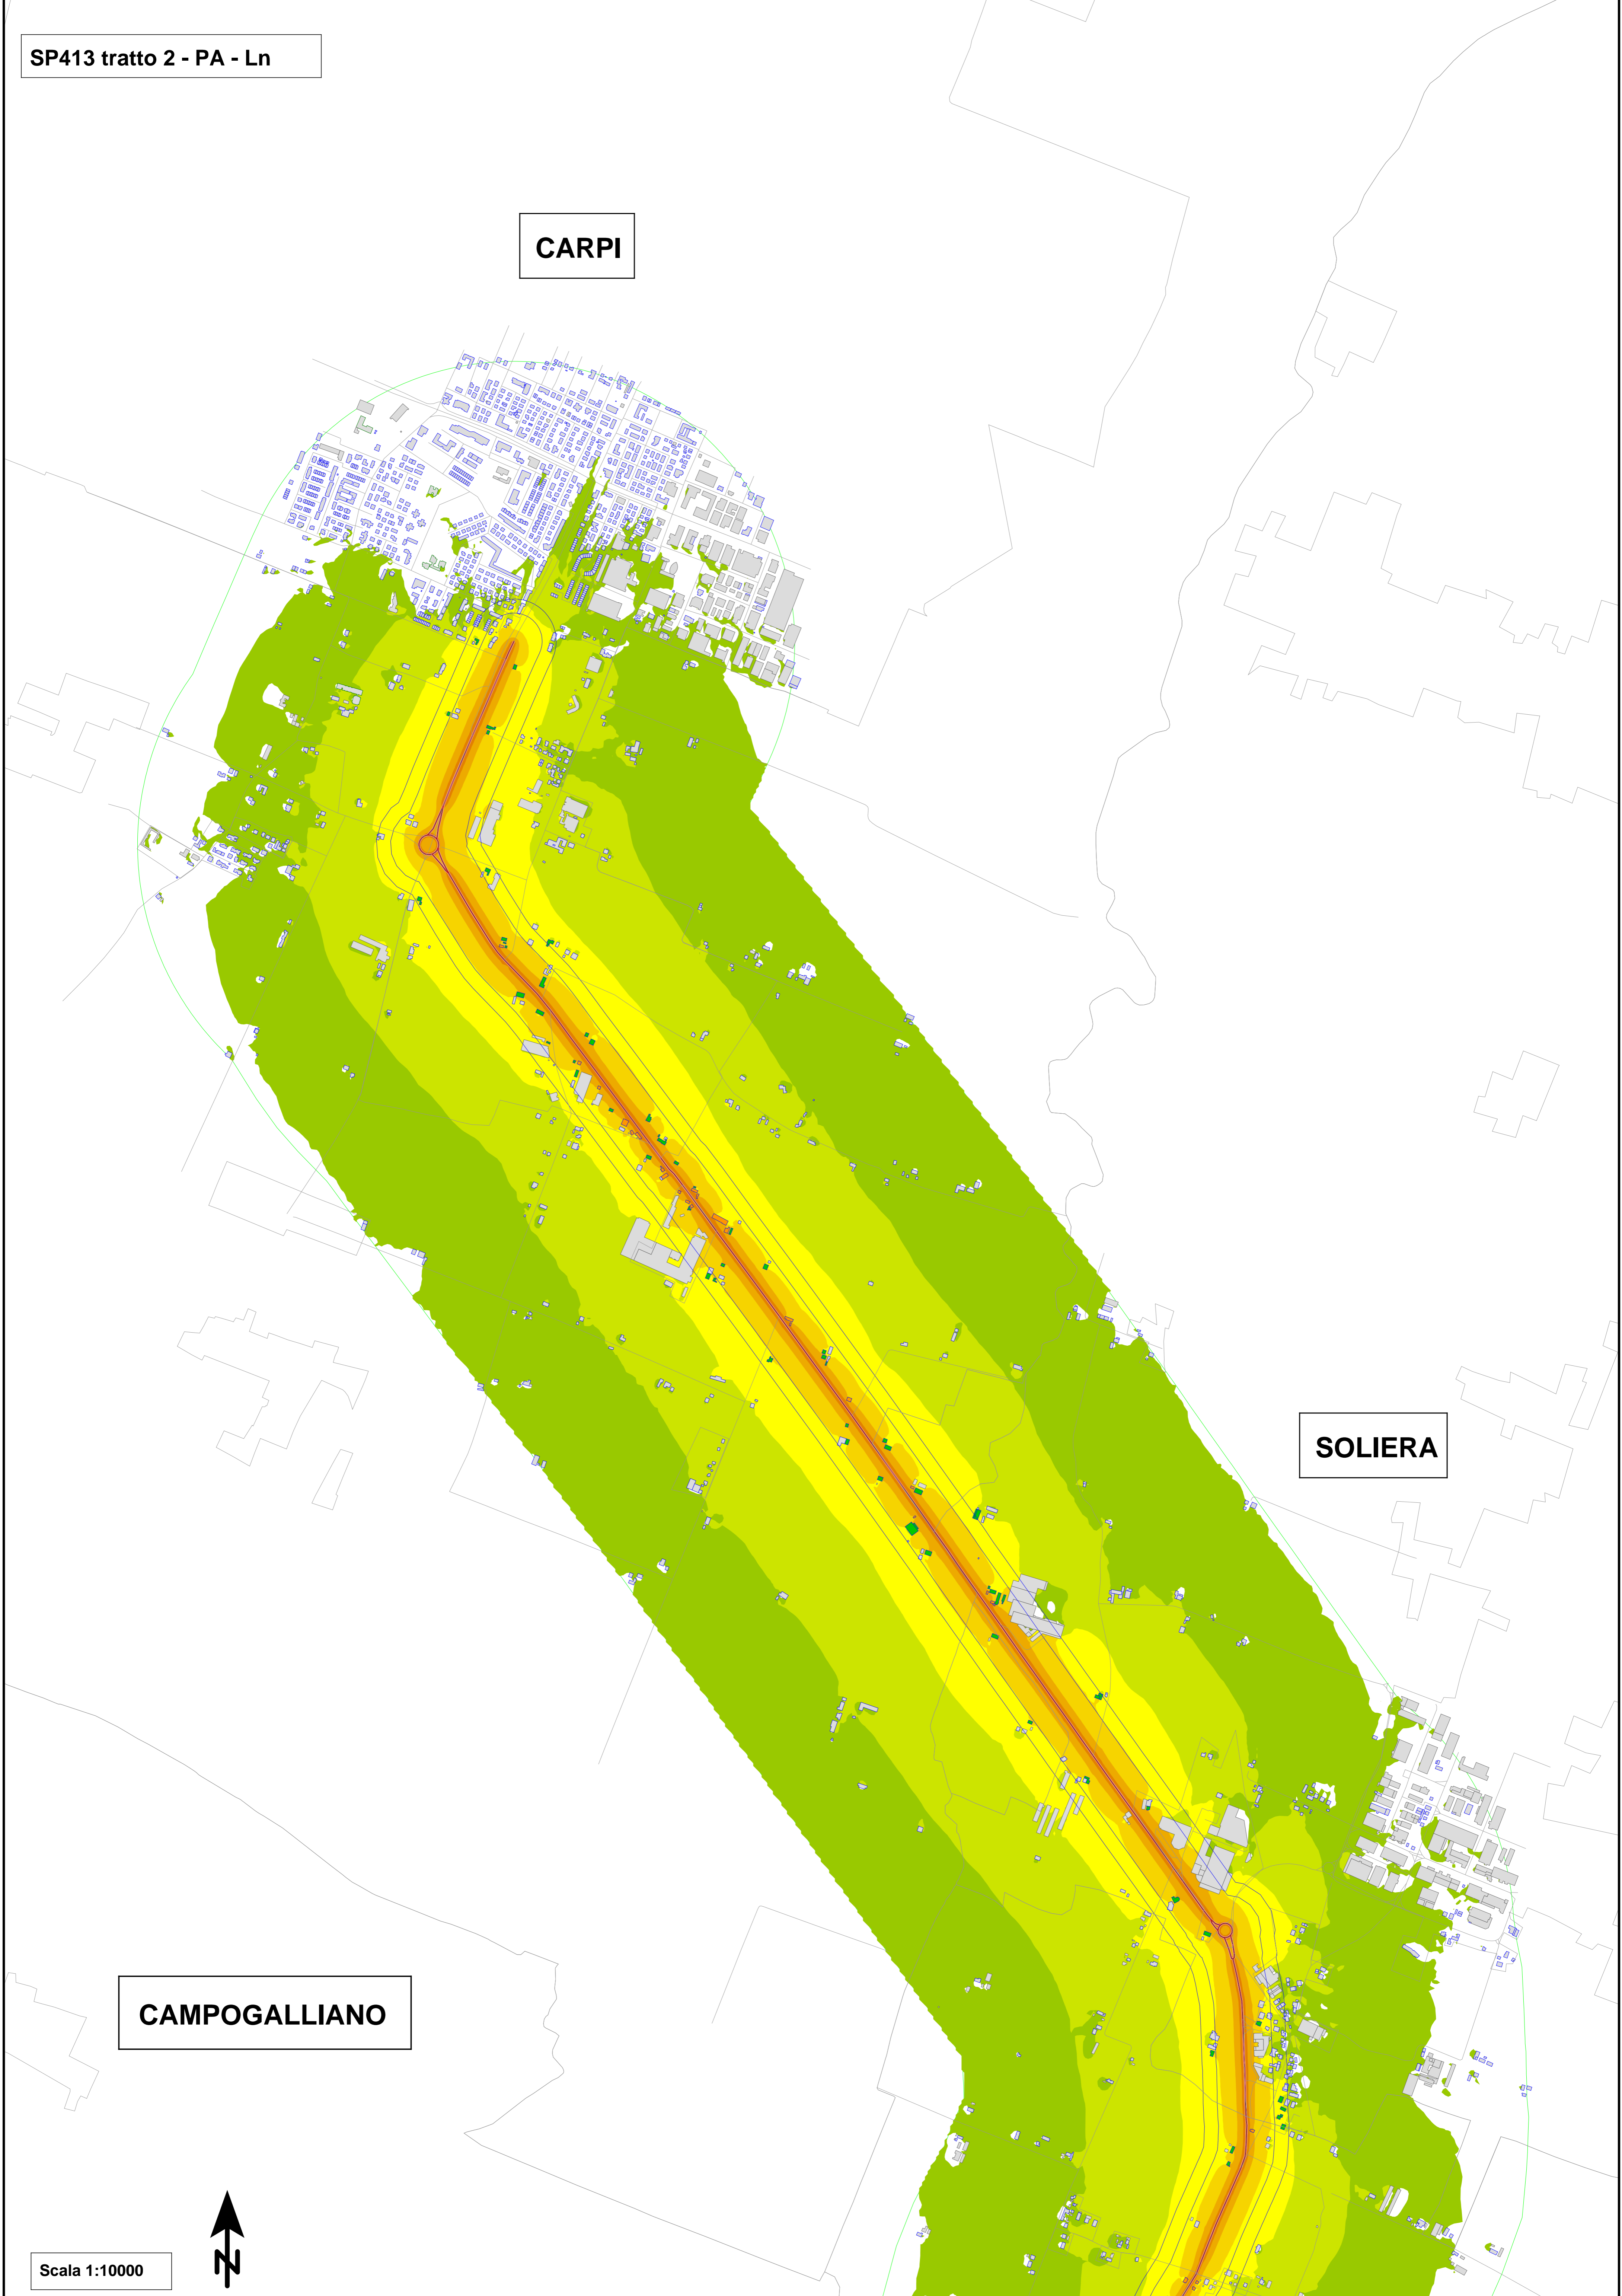 SP413 tratto 2 - PA - Ln
CARPI
SOLIERA
CAMPOGALLIANO
N
Scala 1:10000